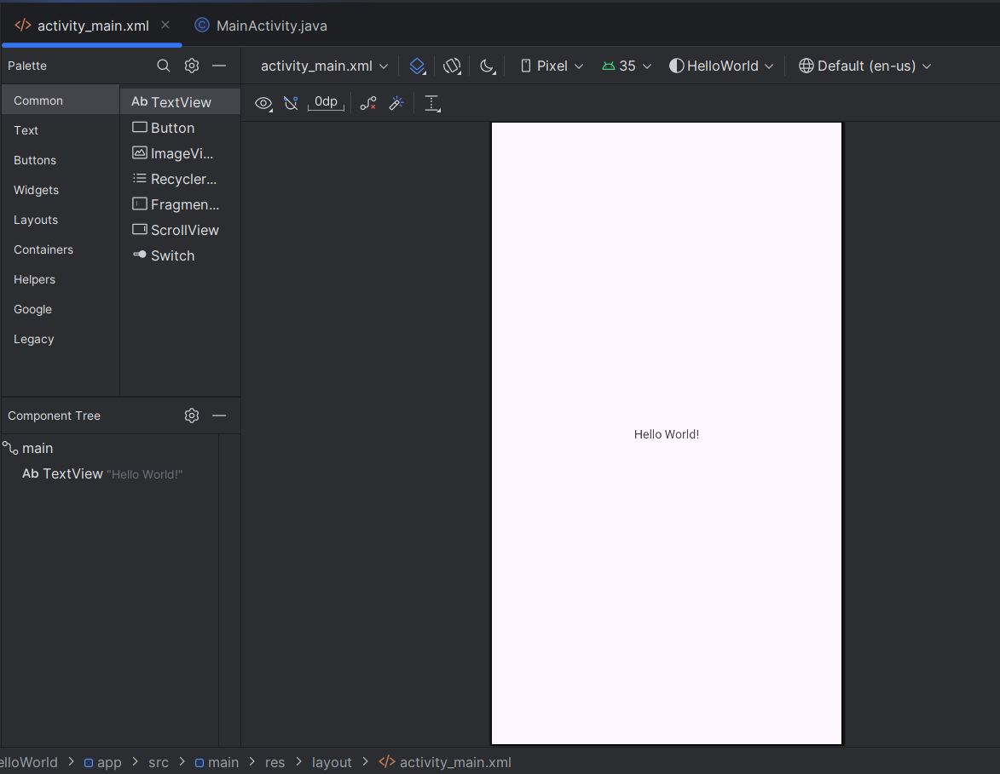 activity_main.xml
MainActivity.java
Palette
activity_main.xml
Pixel
35
HelloWorld
Default (en-us)
0dp
Common
Text
Buttons
Widgets
Layouts
Containers
Helpers
Google
Legacy
Ab TextView
Button
ImageVi...
Recycler...
Fragmen...
ScrollView
Switch
Hello World!
Component Tree
main
Ab TextView "Hello World!"
elloWorld > app > src > main > res > layout > activity_main.xml